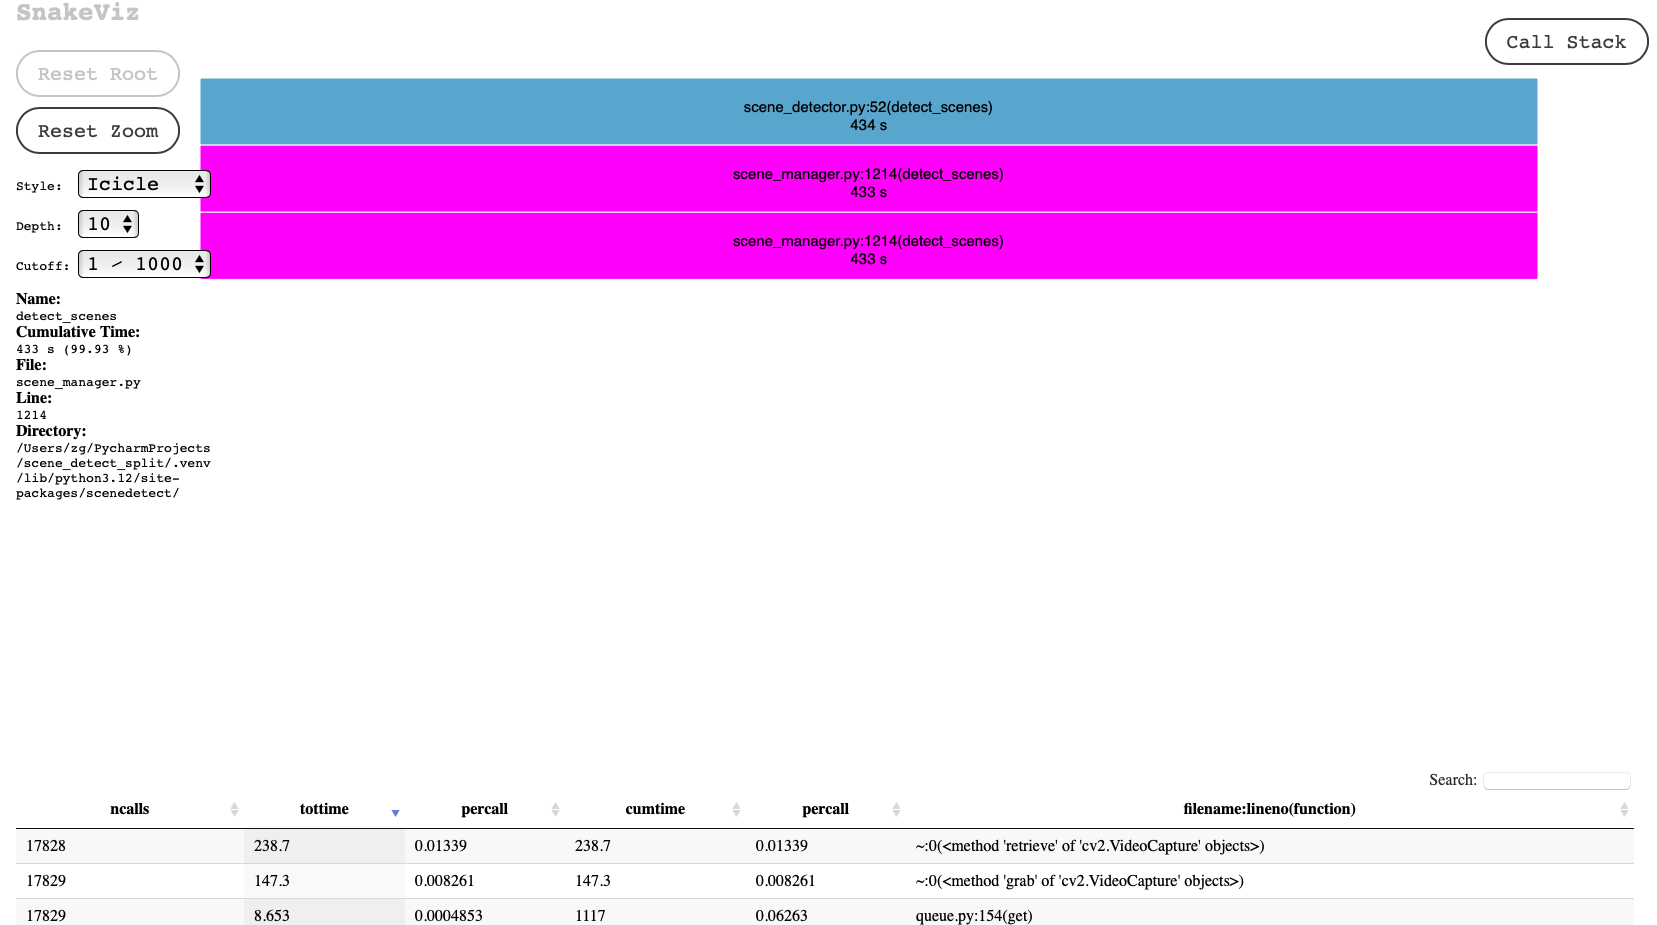 SnakeViz
Call Stack
Reset Root
Reset Zoom
Style: Icicle
Depth: 10
Cutoff: 1 ⁄ 1000
scene_detector.py:52(detect_scenes)
434 s
scene_manager.py:1214(detect_scenes)
433 s
scene_manager.py:1214(detect_scenes)
433 s
Name:
detect_scenes
Cumulative Time:
433 s (99.93 %)
File:
scene_manager.py
Line:
1214
Directory:
/Users/zg/PycharmProjects
/scene_detect_split/.venv
/lib/python3.12/site-
packages/scenedetect/
Search:
ncalls tottime percall cumtime percall filename:lineno(function)
17828 238.7 0.01339 238.7 0.01339 ~:0(<method 'retrieve' of 'cv2.VideoCapture' objects>)
17829 147.3 0.008261 147.3 0.008261 ~:0(<method 'grab' of 'cv2.VideoCapture' objects>)
17829 8.653 0.0004853 1117 0.06263 queue.py:154(get)